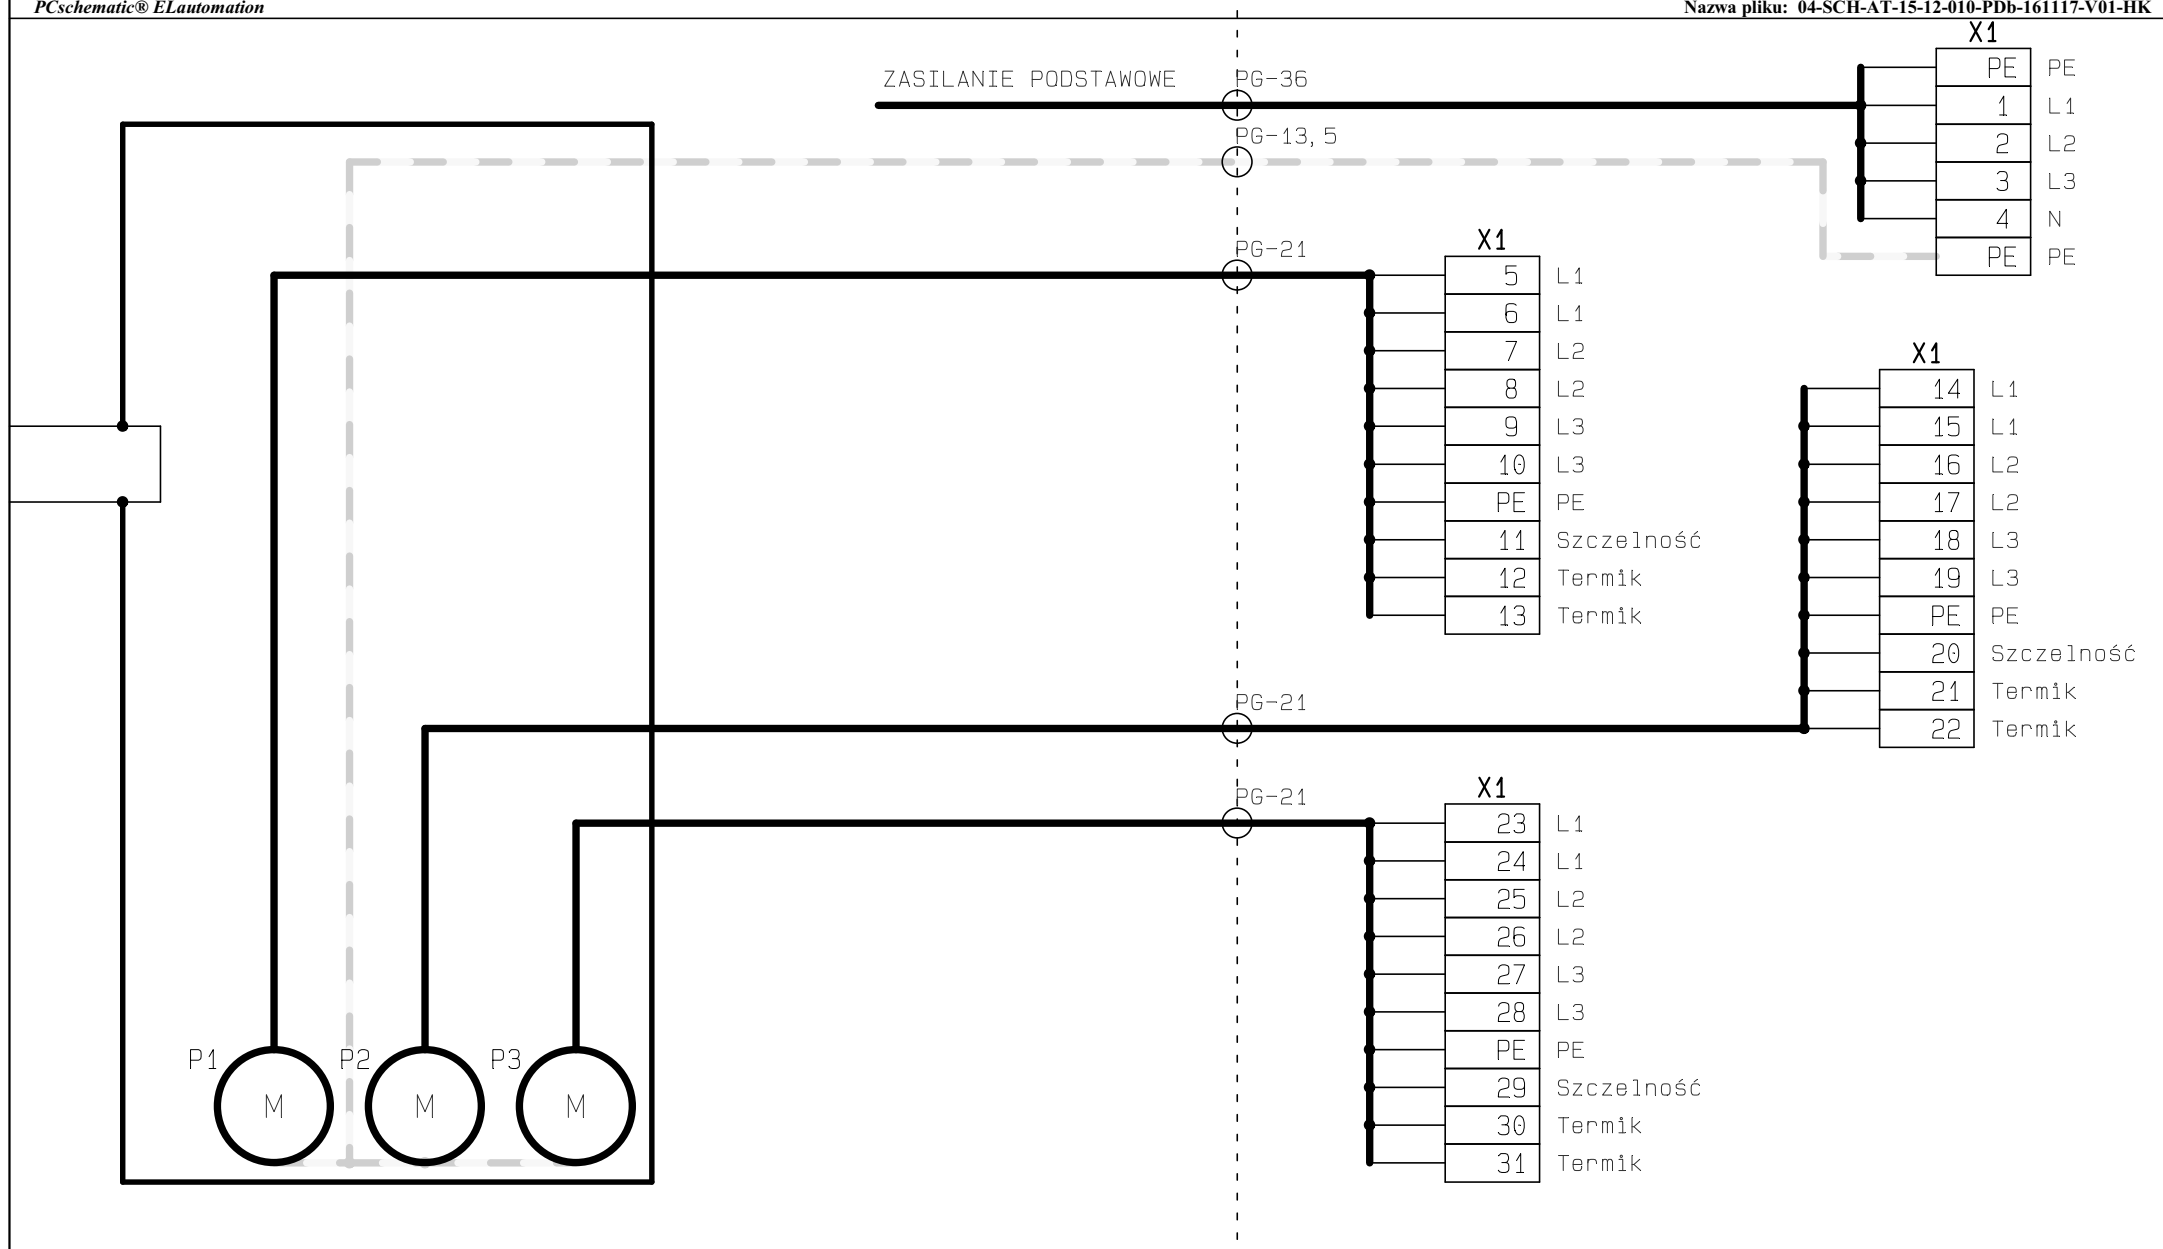 PCschematic® ELautomation
Nazwa pliku: 04-SCH-AT-15-12-010-PDb-161117-V01-HK
X1
ZASILANIE PODSTAWOWE
PG-36
PE PE
1 L1
PG-13,5
2 L2
3 L3
4 N
PE PE
PG-21
X1
5 L1
6 L1
7 L2
8 L2
9 L3
10 L3
PE PE
11 Szczelność
12 Termik
13 Termik
X1
14 L1
15 L1
16 L2
17 L2
18 L3
19 L3
PE PE
20 Szczelność
21 Termik
22 Termik
PG-21
PG-21
X1
23 L1
24 L1
25 L2
26 L2
27 L3
28 L3
PE PE
29 Szczelność
30 Termik
31 Termik
P1 P2 P3
M M M